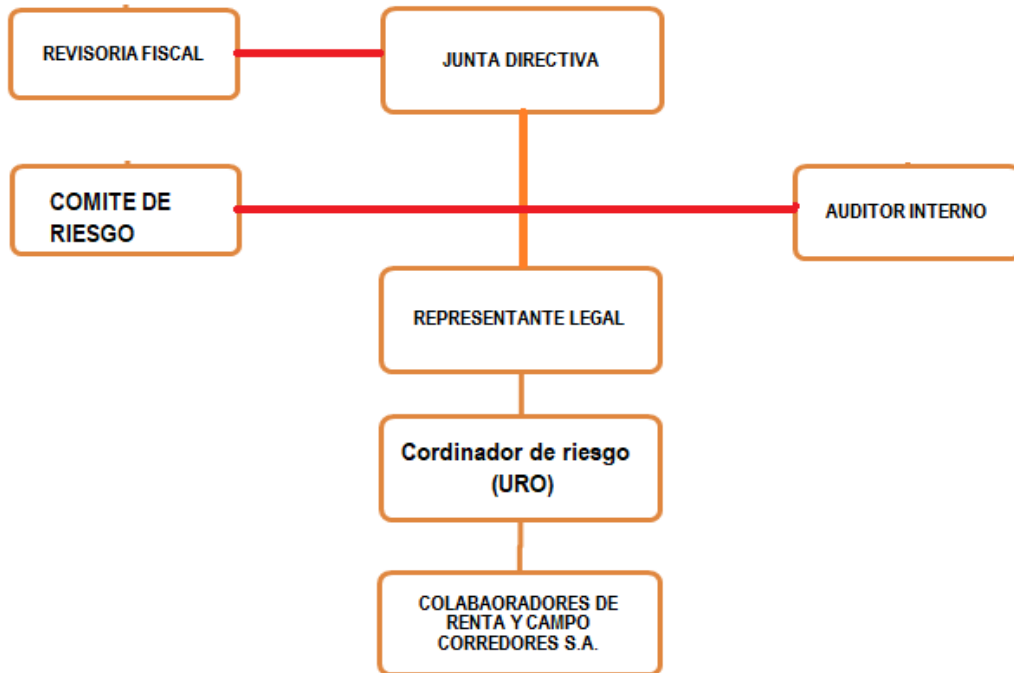 REVISORIA FISCAL
JUNTA DIRECTIVA
COMITE DE
RIESGO
AUDITOR INTERNO
REPRESENTANTE LEGAL
Cordinador de riesgo
(URO)
COLABAORADORES DE
RENTA Y CAMPO
CORREDORES S.A.